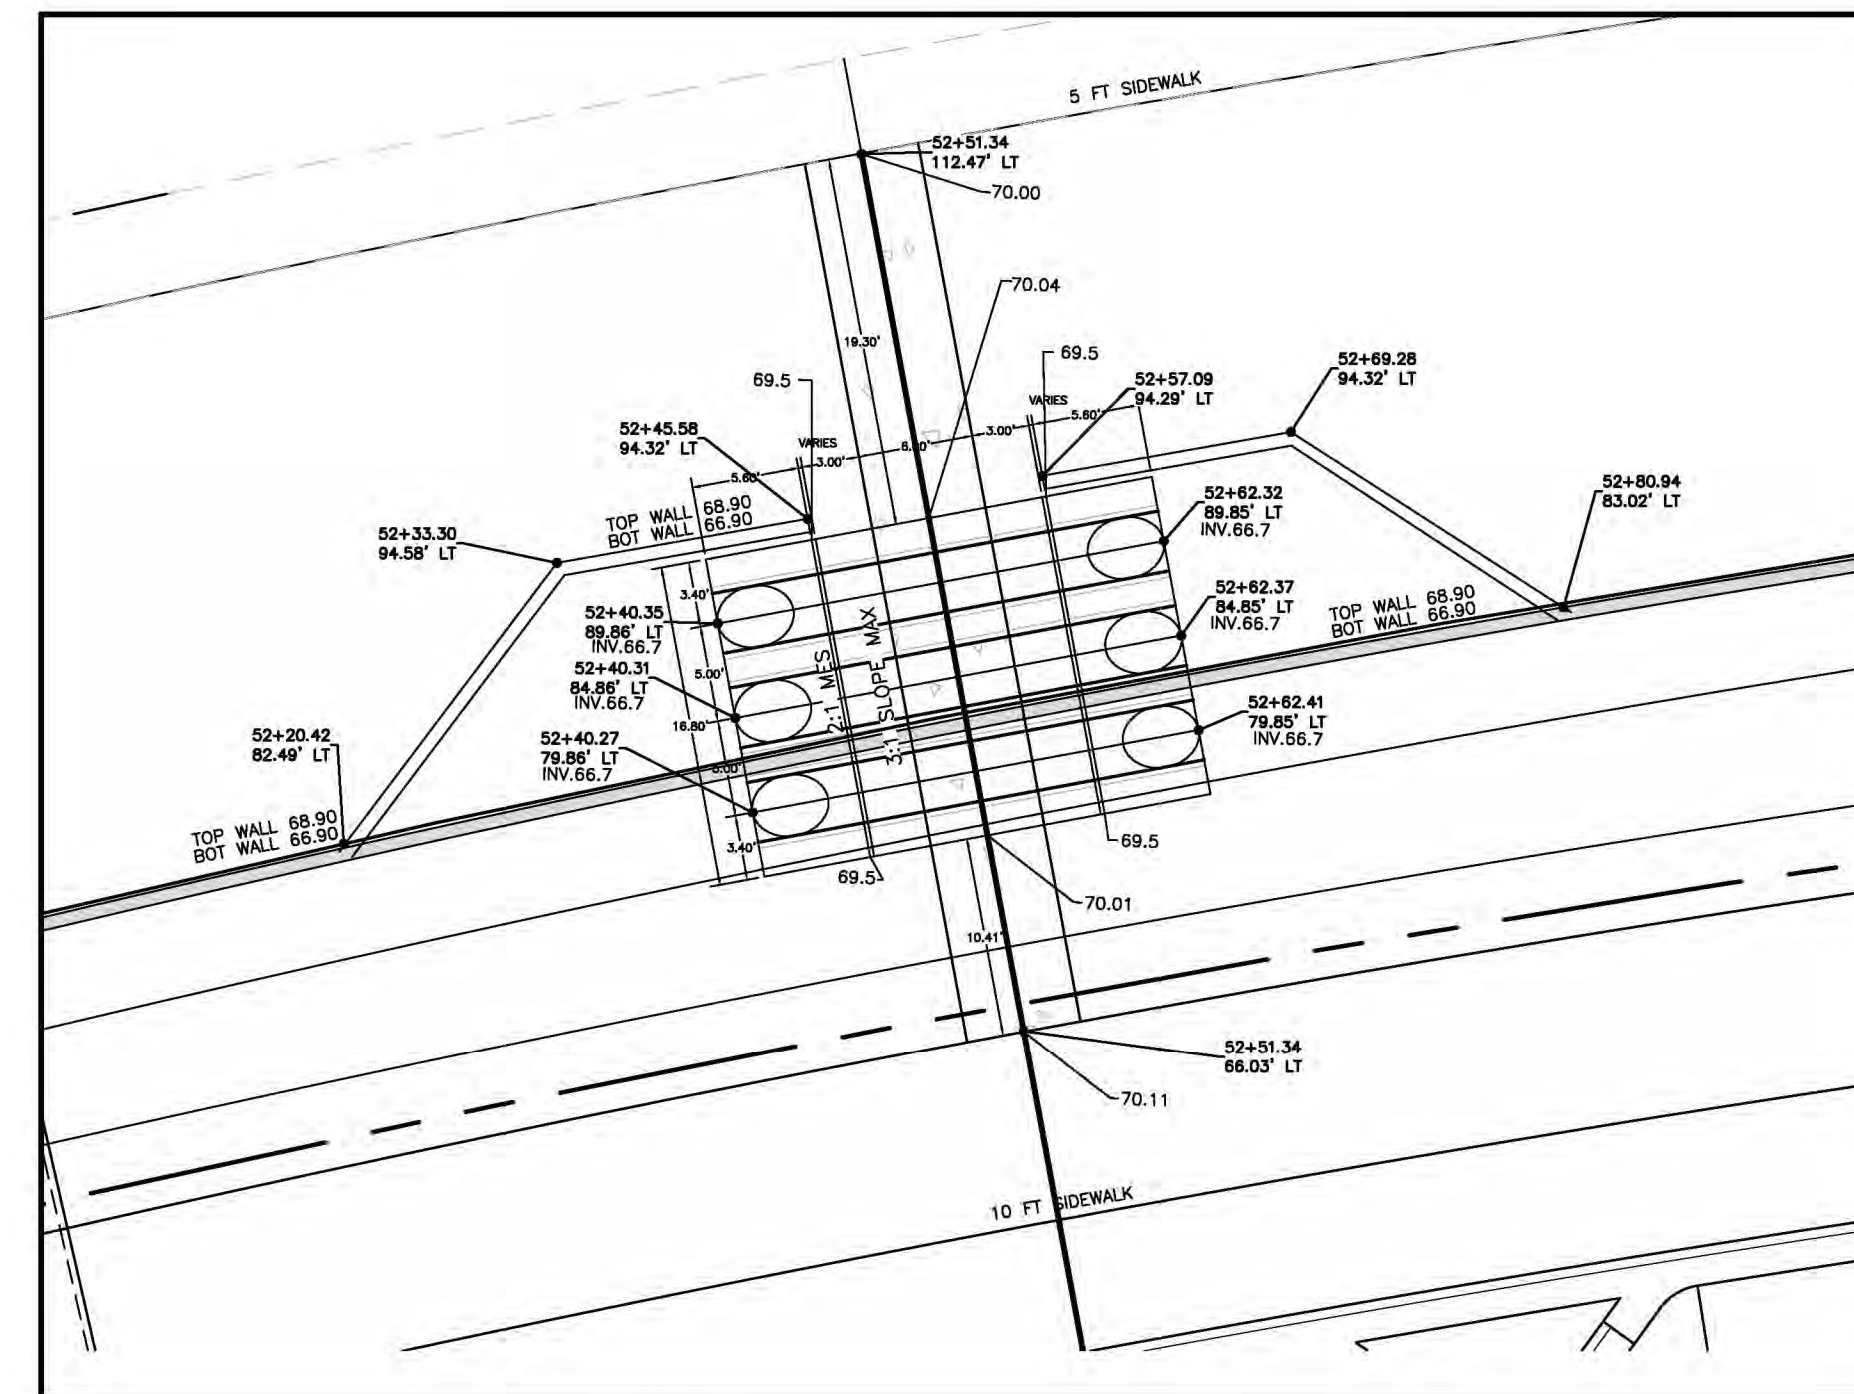 5 FT SIDEWALK
52+51.34
112.47' LT
70.00
70.04
19.30'
69.5
69.5
52+69.28
94.32' LT
52+57.09
94.29' LT
VARIES
5.60'
3.00'
6.00'
52+45.58
94.32' LT
VARIES
3.00'
5.60'
52+80.94
83.02' LT
52+62.32
89.85' LT
INV.66.7
TOP WALL 68.90
BOT WALL 66.90
52+33.30
94.58' LT
3.40'
52+40.35
89.86' LT
INV.66.7
52+62.37
84.85' LT
INV.66.7
TOP WALL 68.90
BOT WALL 66.90
2:1 MES
3:1 SLOPE MAX
5.00'
52+40.31
84.86' LT
INV.66.7
16.80'
52+62.41
79.85' LT
INV.66.7
52+20.42
82.49' LT
52+40.27
79.86' LT
INV.66.7
5.00'
TOP WALL 68.90
BOT WALL 66.90
3.40'
69.5
69.5
70.01
10.41'
52+51.34
66.03' LT
70.11
10 FT SIDEWALK